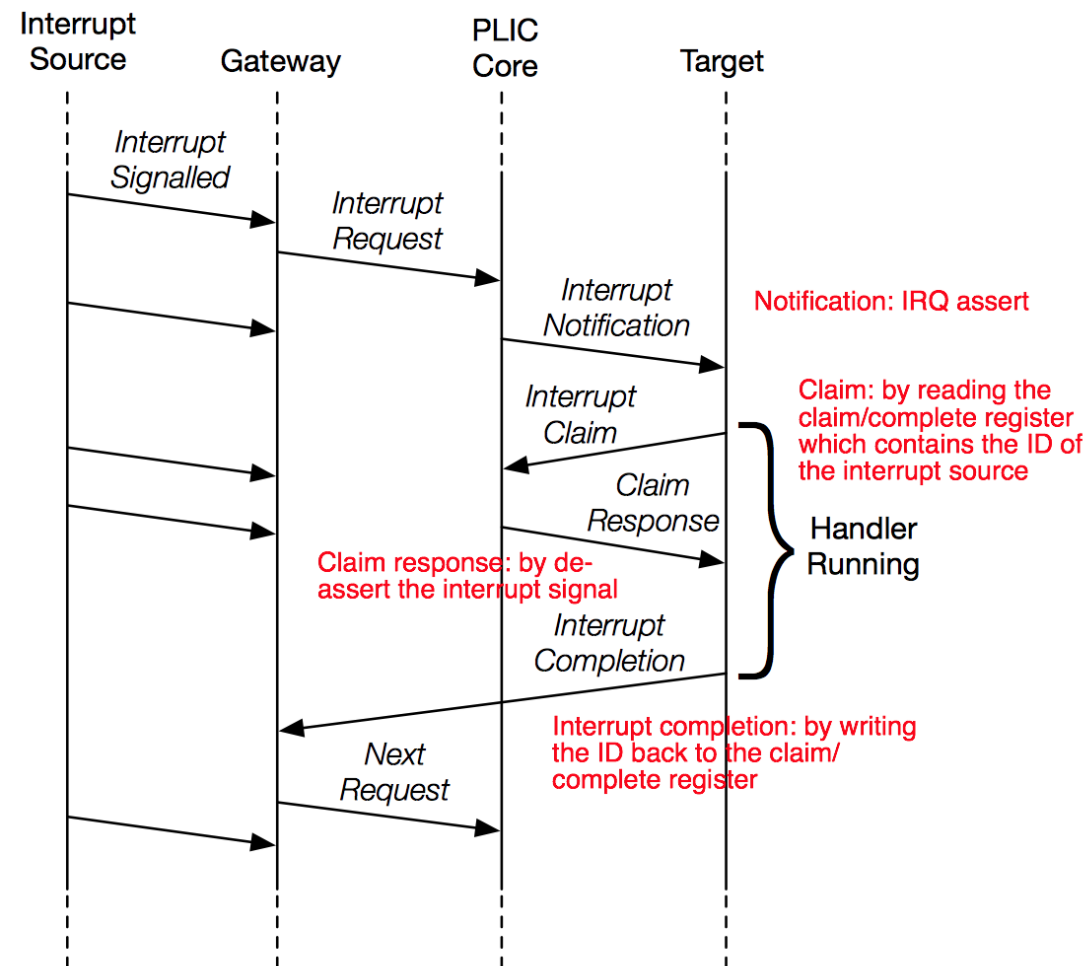 Interrupt
Source
Gateway
PLIC
Core
Target
Interrupt
Signalled
Interrupt
Request
Interrupt
Notification
Notification: IRQ assert
Interrupt
Claim
Claim: by reading the
claim/complete register
which contains the ID of
the interrupt source
Claim
Response
Handler
Running
Claim response: by de-
assert the interrupt signal
Interrupt
Completion
Interrupt completion: by writing
the ID back to the claim/
complete register
Next
Request